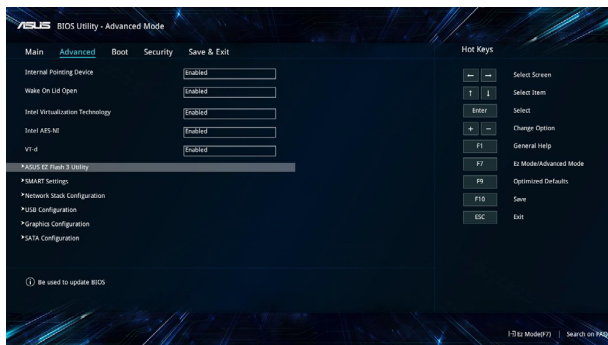 ASUS BIOS Utility - Advanced Mode
Main Advanced Boot Security Save & Exit
Hot Keys
Internal Pointing Device Enabled
Wake On Lid Open Enabled
Intel Virtualization Technology Enabled
Intel AES-NI Enabled
VT-d Enabled
ASUS EZ Flash 3 Utility
SMART Settings
Network Stack Configuration
USB Configuration
Graphics Configuration
SATA Configuration
← → Select Screen
↑ ↓ Select Item
Enter Select
+ − Change Option
F1 General Help
F7 Ez Mode/Advanced Mode
F9 Optimized Defaults
F10 Save
ESC Exit
Be used to update BIOS
Ez Mode(F7) | Search on FAQ